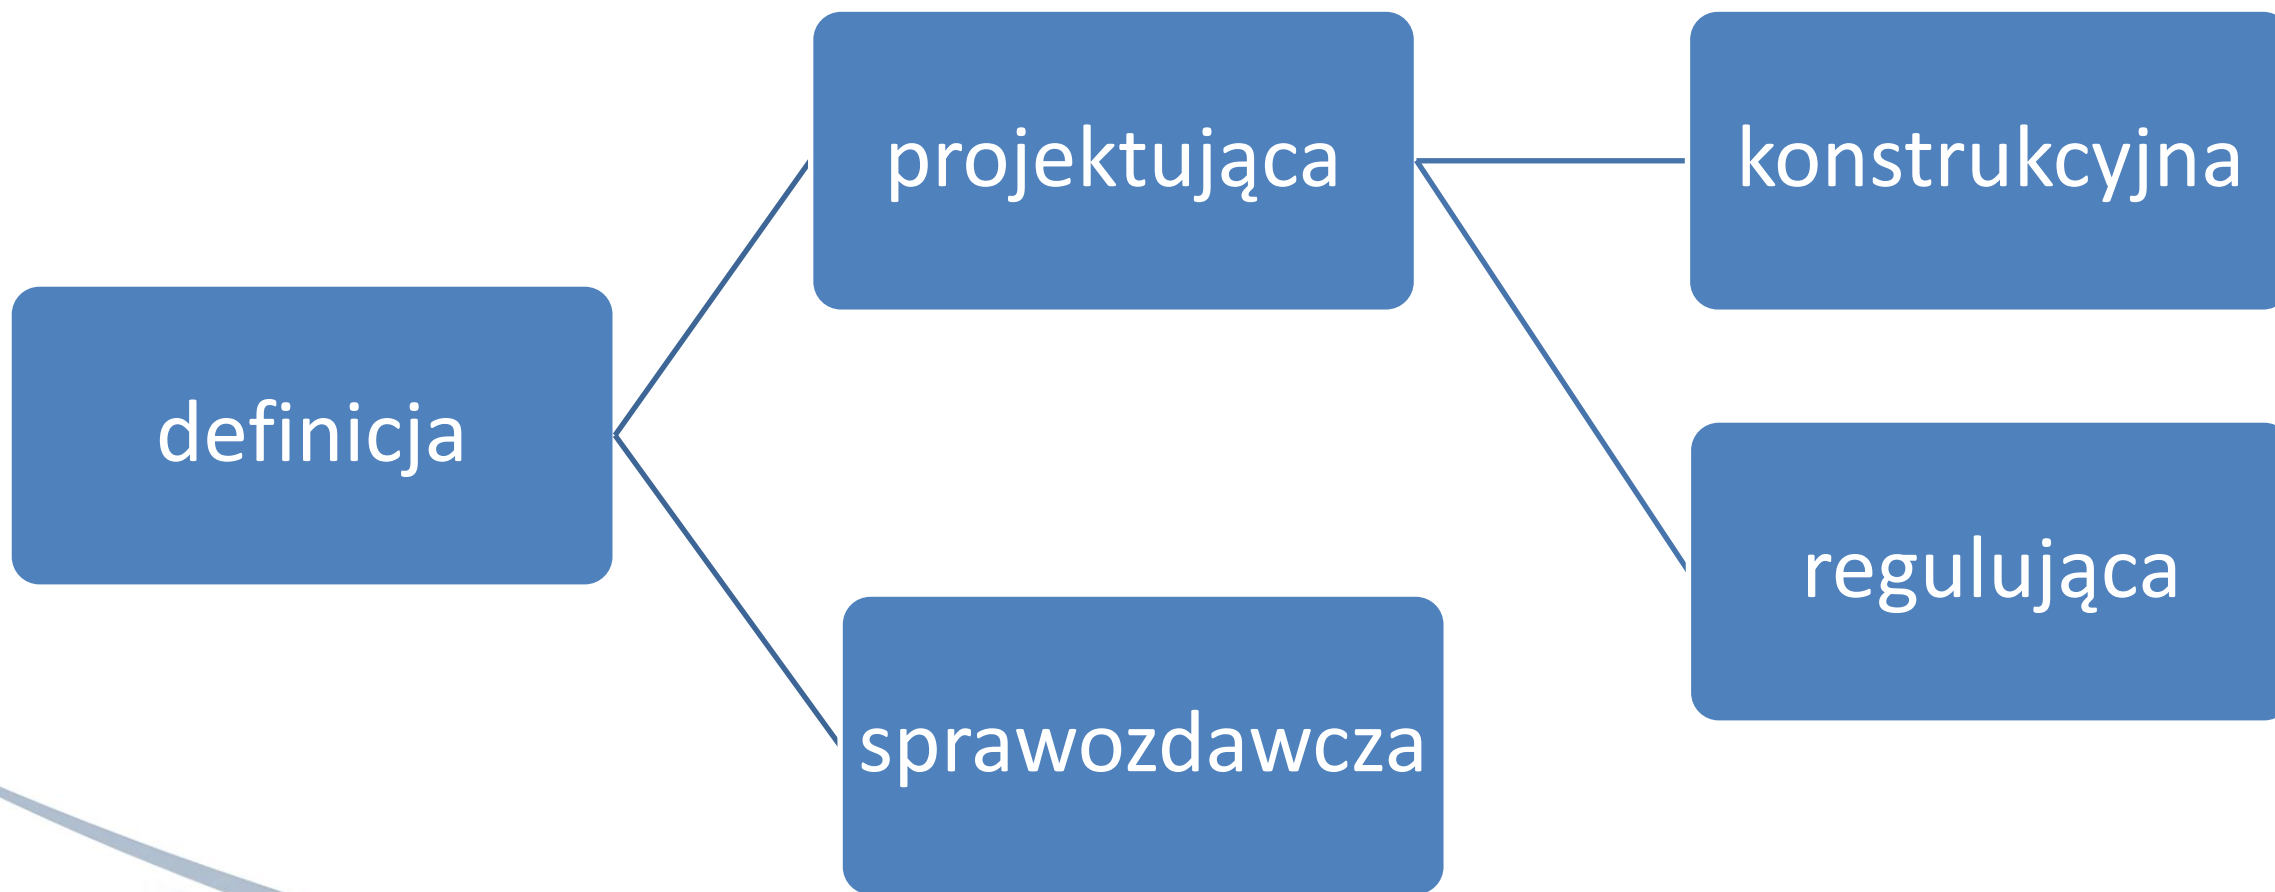 definicja
projektująca
sprawozdawcza
konstrukcyjna
regulująca